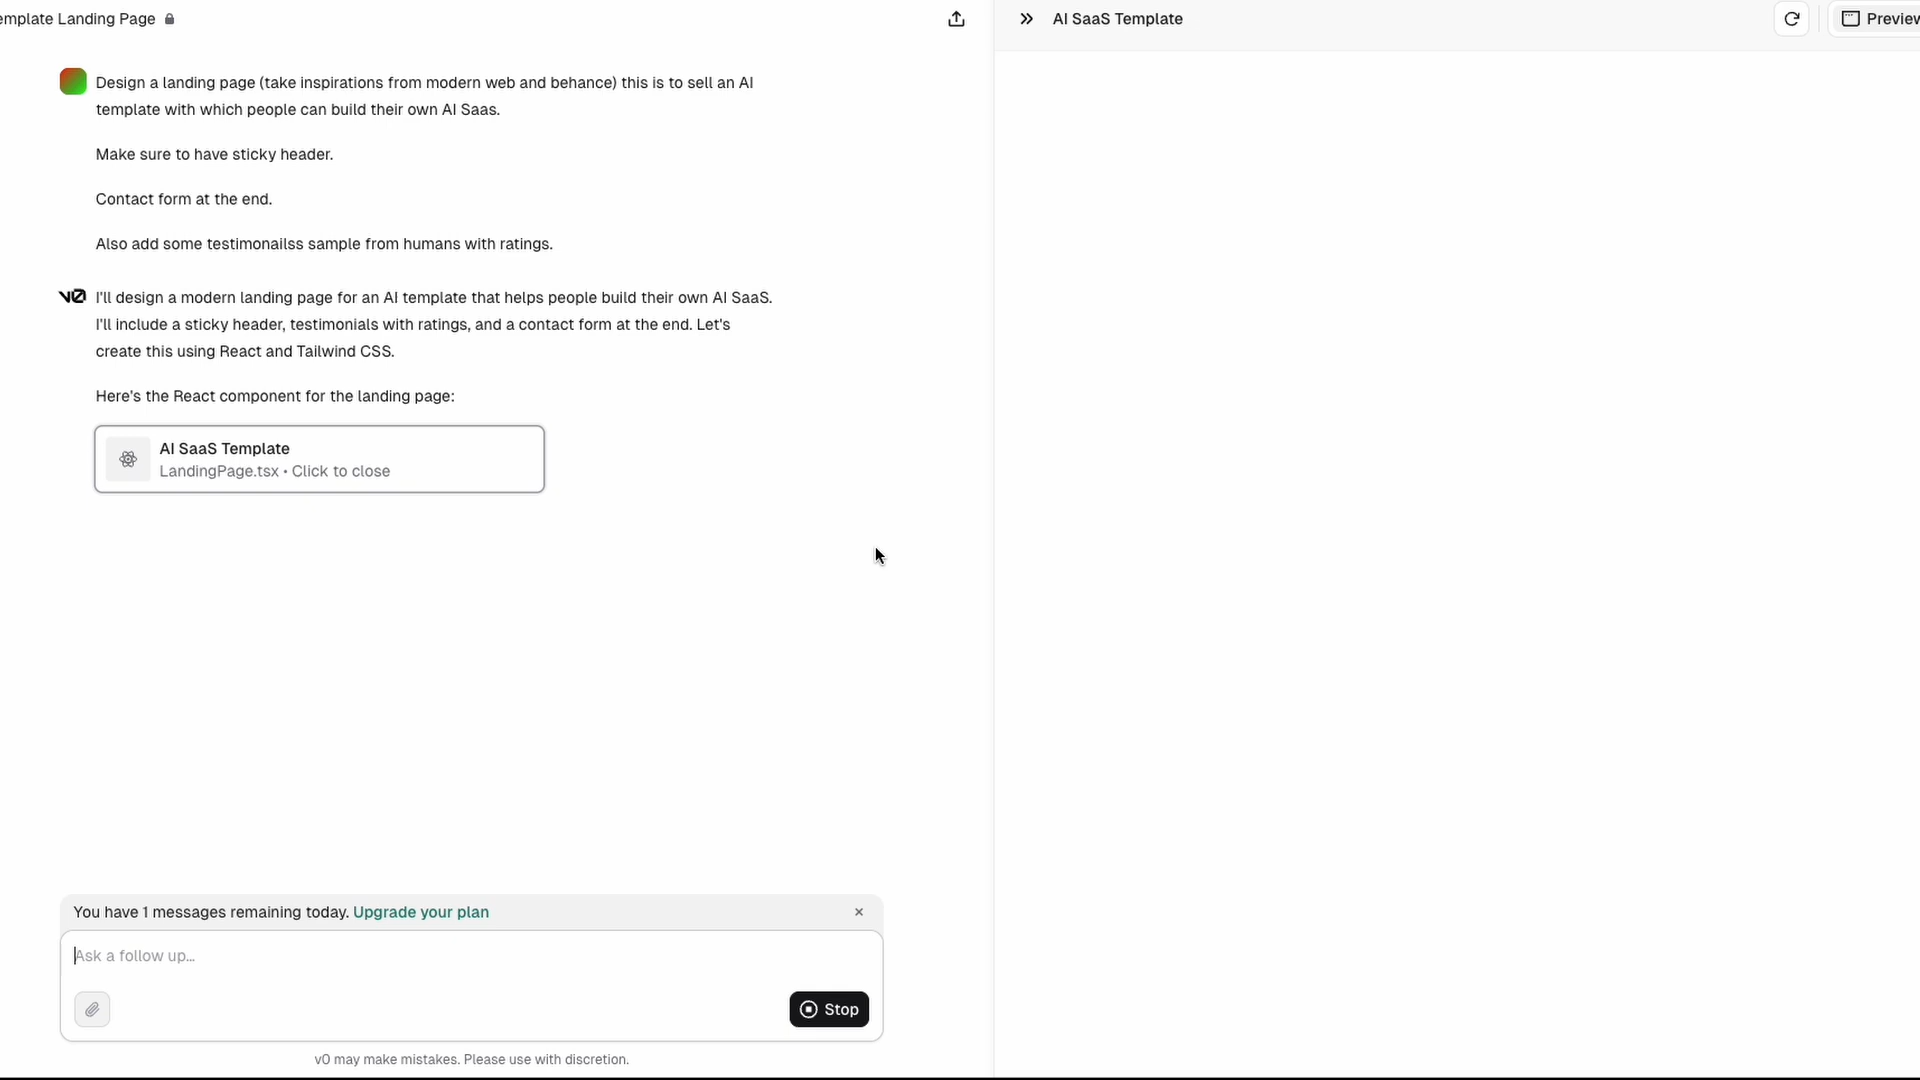 emplate Landing Page
AI SaaS Template
Preview
Design a landing page (take inspirations from modern web and behance) this is to sell an AI
template with which people can build their own AI Saas.
Make sure to have sticky header.
Contact form at the end.
Also add some testimonailss sample from humans with ratings.
v0
I'll design a modern landing page for an AI template that helps people build their own AI SaaS.
I'll include a sticky header, testimonials with ratings, and a contact form at the end. Let's
create this using React and Tailwind CSS.
Here's the React component for the landing page:
AI SaaS Template
LandingPage.tsx • Click to close
You have 1 messages remaining today. Upgrade your plan
Ask a follow up...
Stop
v0 may make mistakes. Please use with discretion.